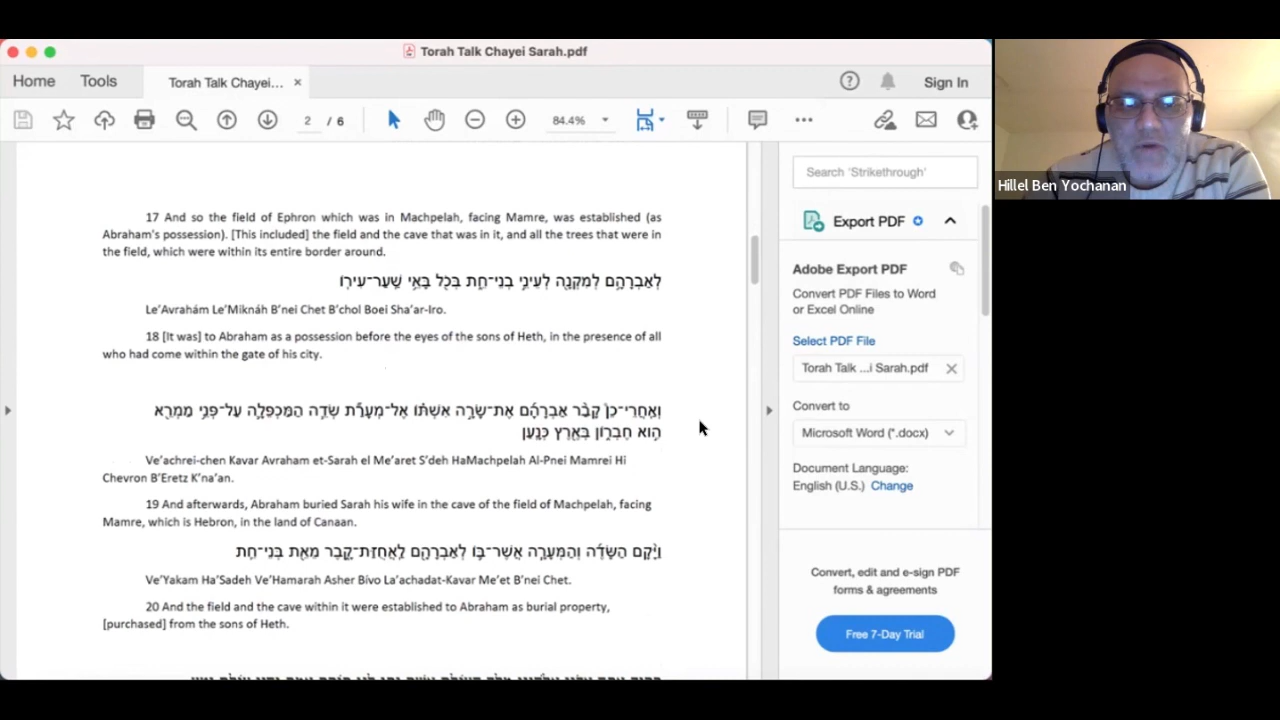 Torah Talk Chayei Sarah.pdf
Home
Tools
Torah Talk Chayei...
Sign In
2 / 6
84.4%
17 And so the field of Ephron which was in Machpelah, facing Mamre, was established (as
Abraham's possession). [This included] the field and the cave that was in it, and all the trees that were in
the field, which were within its entire border around.
לְאַבְרָהָ֥ם לְמִקְנָ֖ה לְעֵינֵ֣י בְנֵי־חֵ֑ת בְּכֹ֖ל בָּאֵ֥י שַֽׁעַר־עִירֽוֹ
Le'Avrahám Le'Miknáh B'nei Chet B'chol Boei Sha'ar-Iro.
18 [It was] to Abraham as a possession before the eyes of the sons of Heth, in the presence of all
who had come within the gate of his city.
וְאַחֲרֵי־כֵן֩ קָבַ֨ר אַבְרָהָ֜ם אֶת־שָׂרָ֣ה אִשְׁתּ֗וֹ אֶל־מְעָרַ֞ת שְׂדֵ֧ה הַמַּכְפֵּלָ֛ה עַל־פְּנֵ֥י מַמְרֵ֖א
הִ֣וא חֶבְר֑וֹן בְּאֶ֖רֶץ כְּנָֽעַן
Ve'achrei-chen Kavar Avraham et-Sarah el Me'aret S'deh HaMachpelah Al-Pnei Mamrei Hi
Chevron B'Eretz K'na'an.
19 And afterwards, Abraham buried Sarah his wife in the cave of the field of Machpelah, facing
Mamre, which is Hebron, in the land of Canaan.
וַיָּ֨קָם הַשָּׂדֶ֜ה וְהַמְּעָרָ֧ה אֲשֶׁר־בּ֛וֹ לְאַבְרָהָ֖ם לַאֲחֻזַּת־קָ֑בֶר מֵאֵ֖ת בְּנֵי־חֵֽת
Ve'Yakam Ha'Sadeh Ve'Hamarah Asher Bívo La'achadat-Kavar Me'et B'nei Chet.
20 And the field and the cave within it were established to Abraham as burial property,
[purchased] from the sons of Heth.
Search 'Strikethrough'
Export PDF
Adobe Export PDF
Convert PDF Files to Word
or Excel Online
Select PDF File
Torah Talk ...i Sarah.pdf
Convert to
Microsoft Word (*.docx)
Document Language:
English (U.S.) Change
Convert, edit and e-sign PDF
forms & agreements
Free 7-Day Trial
Hillel Ben Yochanan